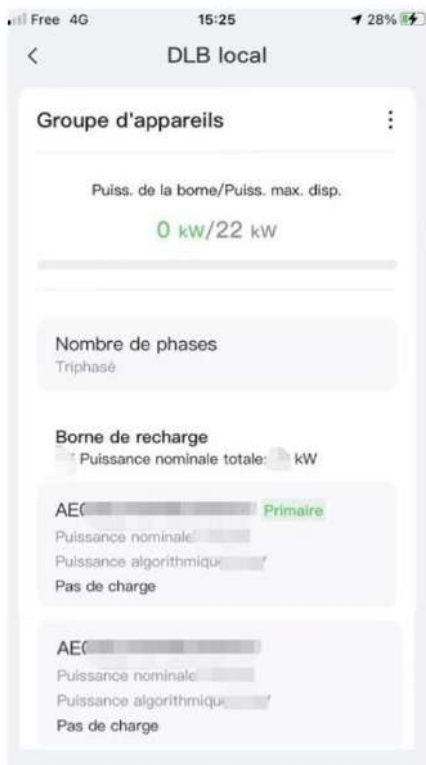 Free 4G 15:25 28%
DLB local
Groupe d'appareils
Puiss. de la borne/Puiss. max. disp.
0 kW/22 kW
Nombre de phases
Triphasé
Borne de recharge
Puissance nominale totale: kW
AE Primaire
Puissance nominale
Puissance algorithmique
Pas de charge
AE
Puissance nominale
Puissance algorithmique
Pas de charge